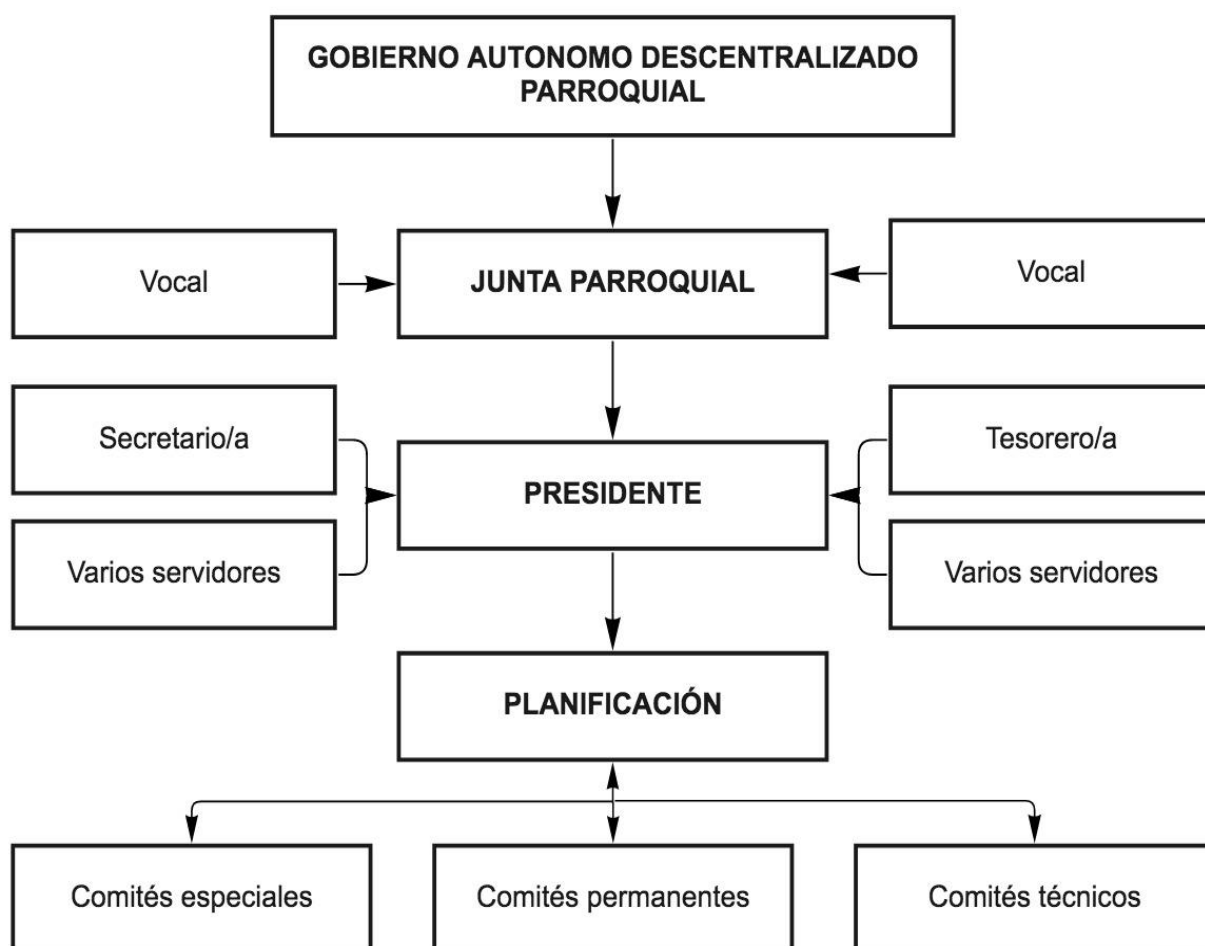 GOBIERNO AUTONOMO DESCENTRALIZADO
PARROQUIAL
Vocal
JUNTA PARROQUIAL
Vocal
Secretario/a
Tesorero/a
PRESIDENTE
Varios servidores
Varios servidores
PLANIFICACIÓN
Comités especiales
Comités permanentes
Comités técnicos